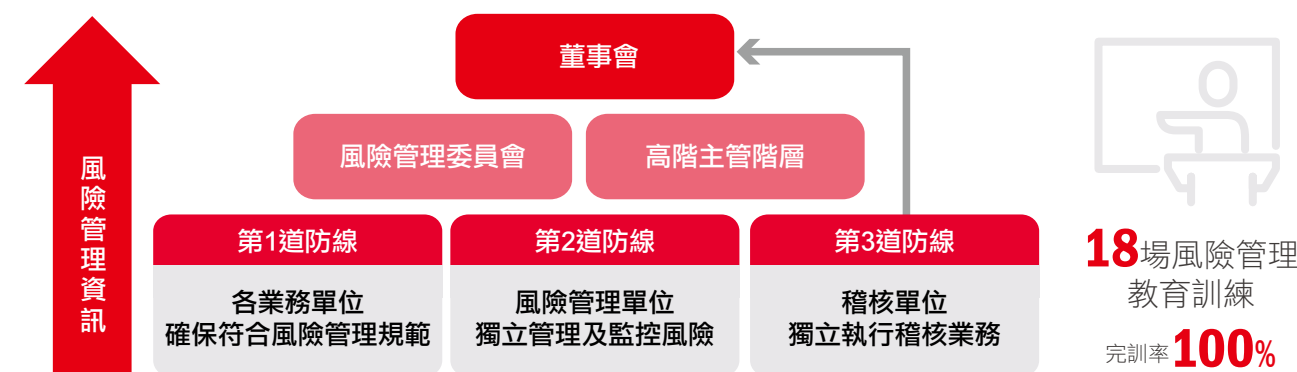 董事會
風險管理委員會
高階主管階層
風險管理資訊
第1道防線
各業務單位
確保符合風險管理規範
第2道防線
風險管理單位
獨立管理及監控風險
第3道防線
稽核單位
獨立執行稽核業務
18場風險管理
教育訓練
完訓率100%